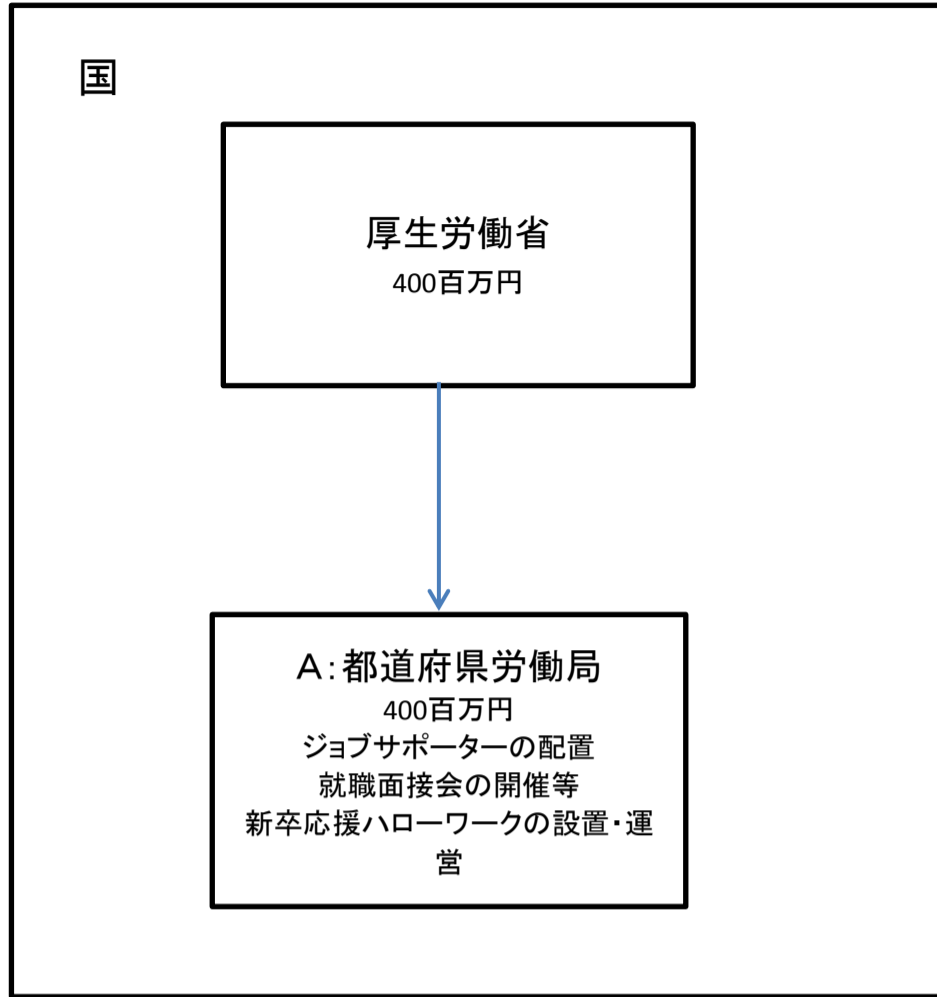 国
厚生労働省
400百万円
A:都道府県労働局
400百万円
ジョブサポーターの配置
就職面接会の開催等
新卒応援ハローワークの設置・運
営